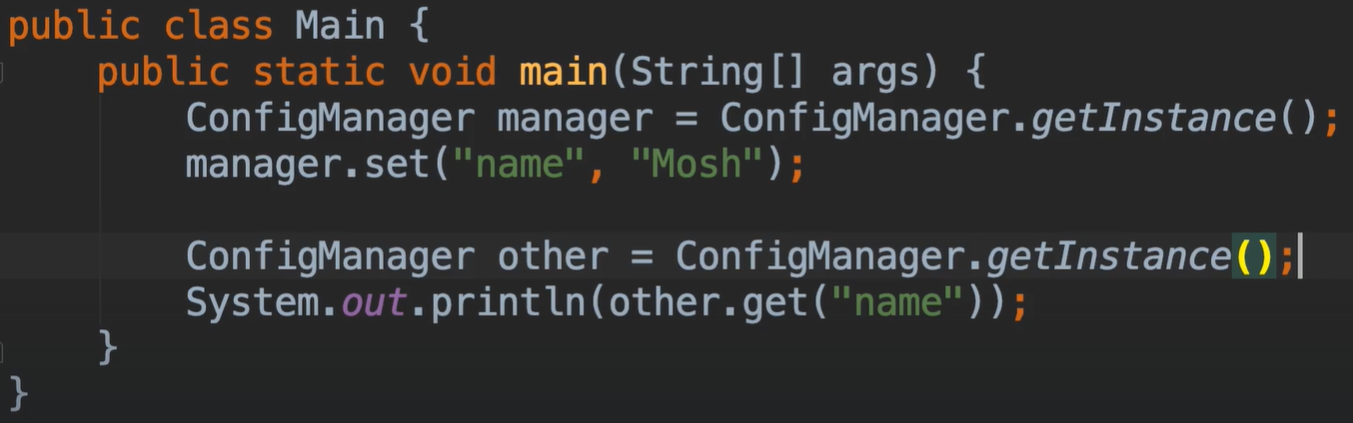 public class Main {
    public static void main(String[] args) {
        ConfigManager manager = ConfigManager.getInstance();
        manager.set("name", "Mosh");

        ConfigManager other = ConfigManager.getInstance();
        System.out.println(other.get("name"));
    }
}